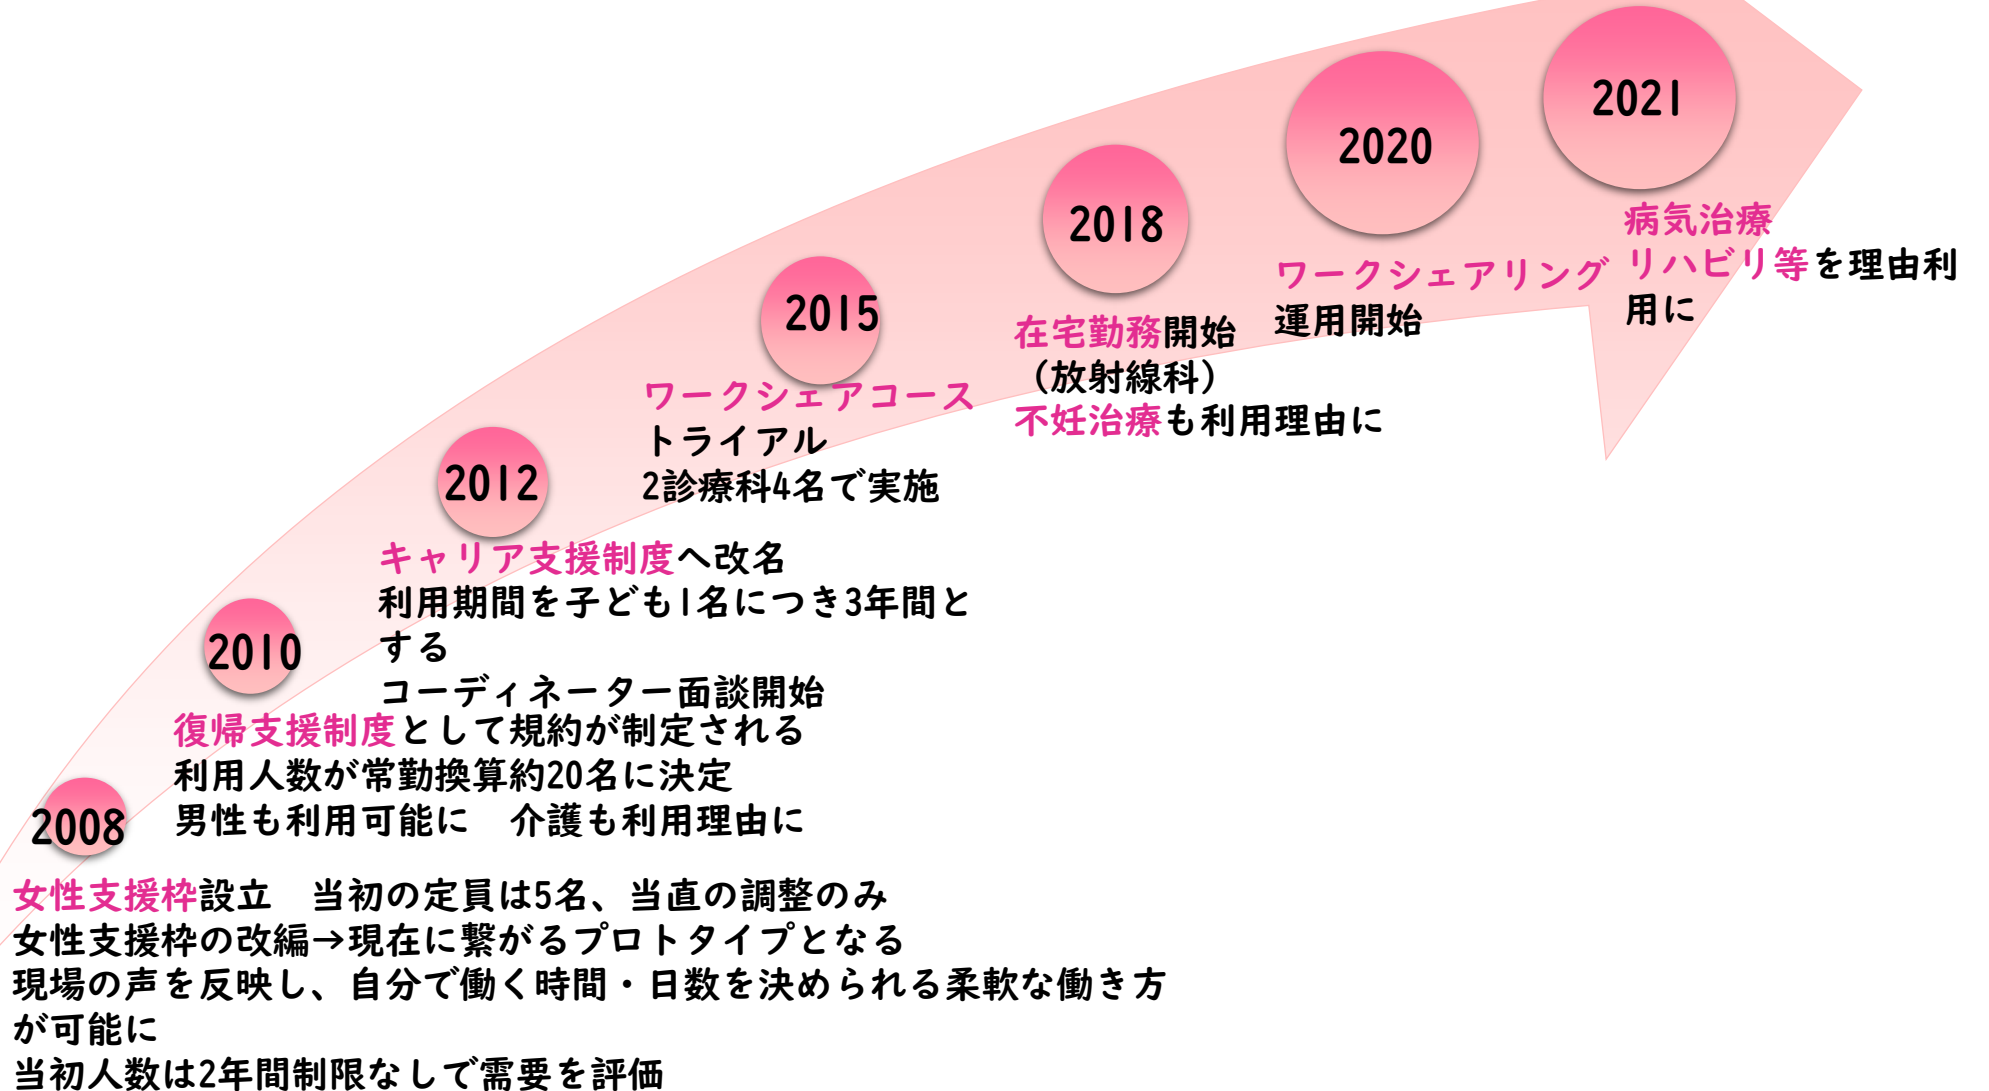 2008
女性支援枠設立　当初の定員は5名、当直の調整のみ
女性支援枠の改編→現在に繋がるプロトタイプとなる
現場の声を反映し、自分で働く時間・日数を決められる柔軟な働き方
が可能に
当初人数は2年間制限なしで需要を評価
2010
復帰支援制度として規約が制定される
利用人数が常勤換算約20名に決定
男性も利用可能に　介護も利用理由に
2012
キャリア支援制度へ改名
利用期間を子ども1名につき3年間と
する
コーディネーター面談開始
2015
ワークシェアコース
トライアル
2診療科4名で実施
2018
在宅勤務開始
（放射線科）
不妊治療も利用理由に
2020
ワークシェアリング
運用開始
2021
病気治療
リハビリ等を理由利
用に